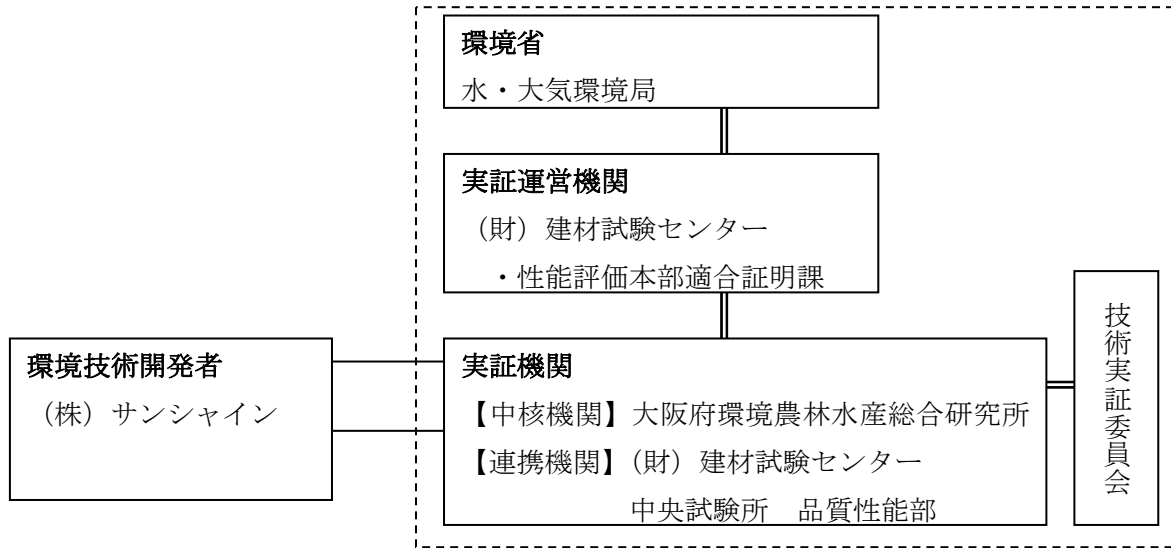 環境省
水・大気環境局
実証運営機関
（財）建材試験センター
・性能評価本部適合証明課
環境技術開発者
（株）サンシャイン
実証機関
【中核機関】大阪府環境農林水産総合研究所
【連携機関】（財）建材試験センター
中央試験所　品質性能部
技術実証委員会